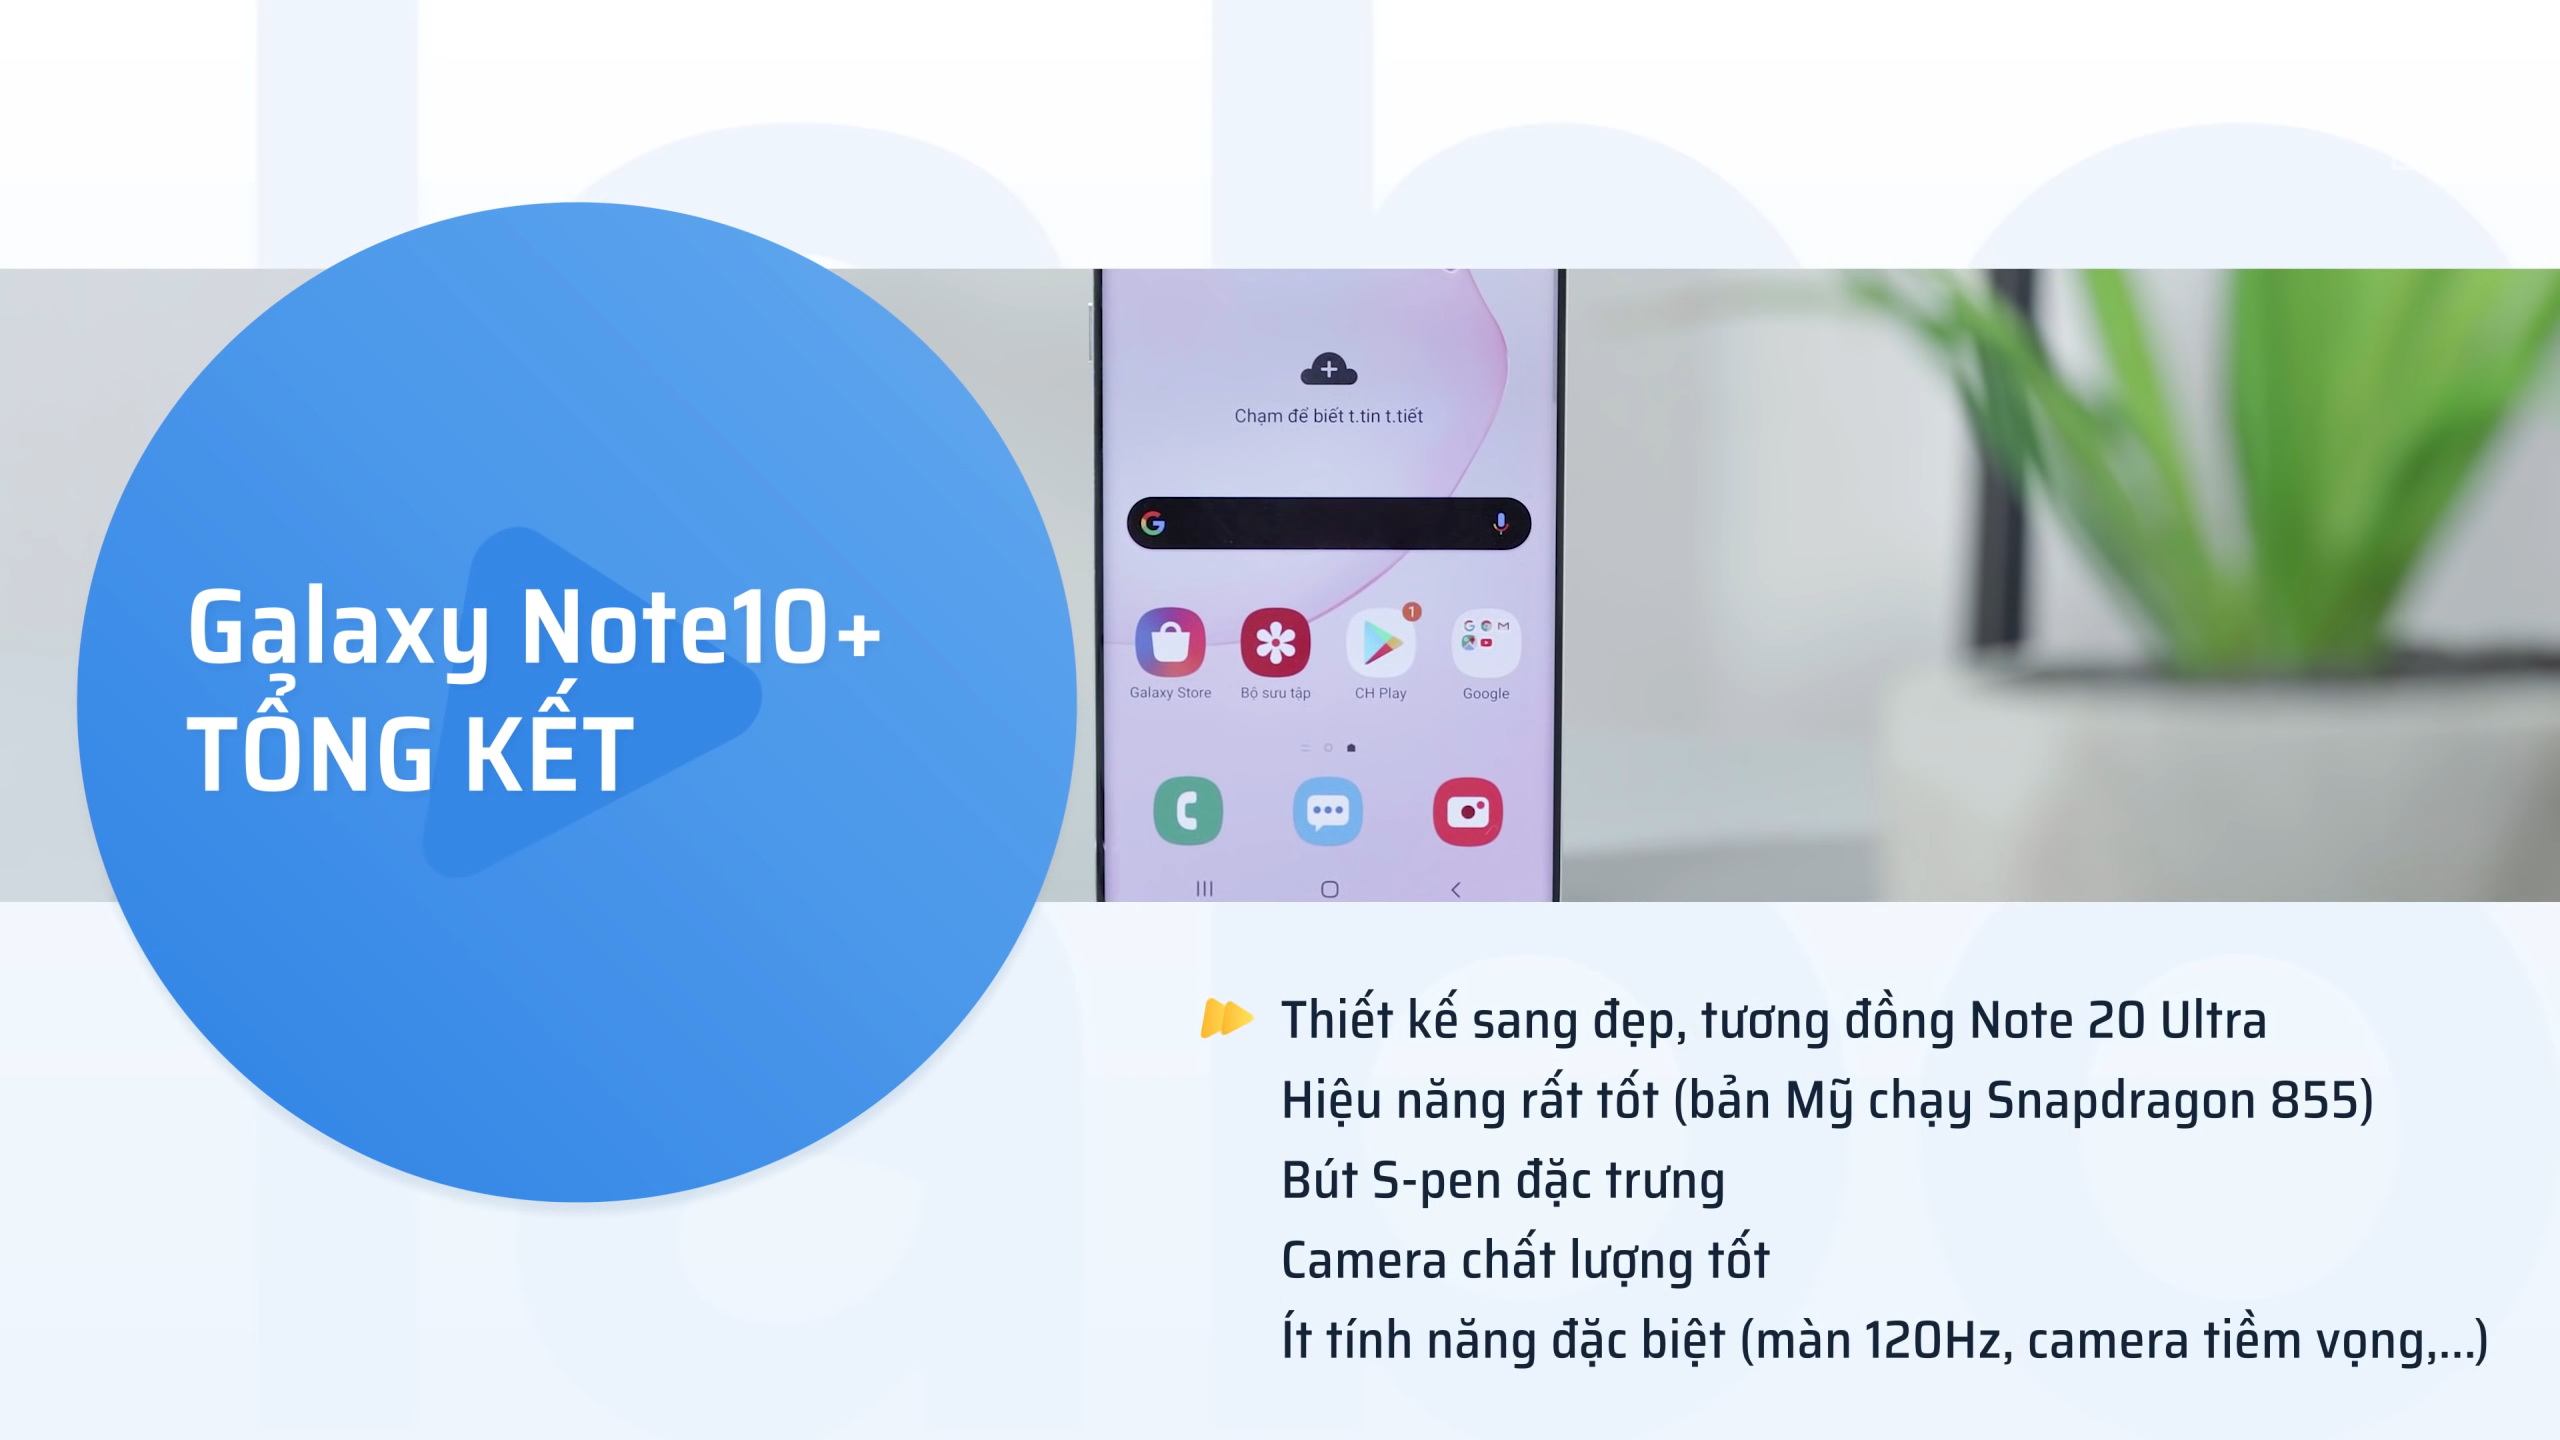 Galaxy Note10+
TỔNG KẾT
Chạm để biết t.tin t.tiết
1
Galaxy Store
Bộ sưu tập
CH Play
Google
Thiết kế sang đẹp, tương đồng Note 20 Ultra
Hiệu năng rất tốt (bản Mỹ chạy Snapdragon 855)
Bút S-pen đặc trưng
Camera chất lượng tốt
Ít tính năng đặc biệt (màn 120Hz, camera tiềm vọng,...)